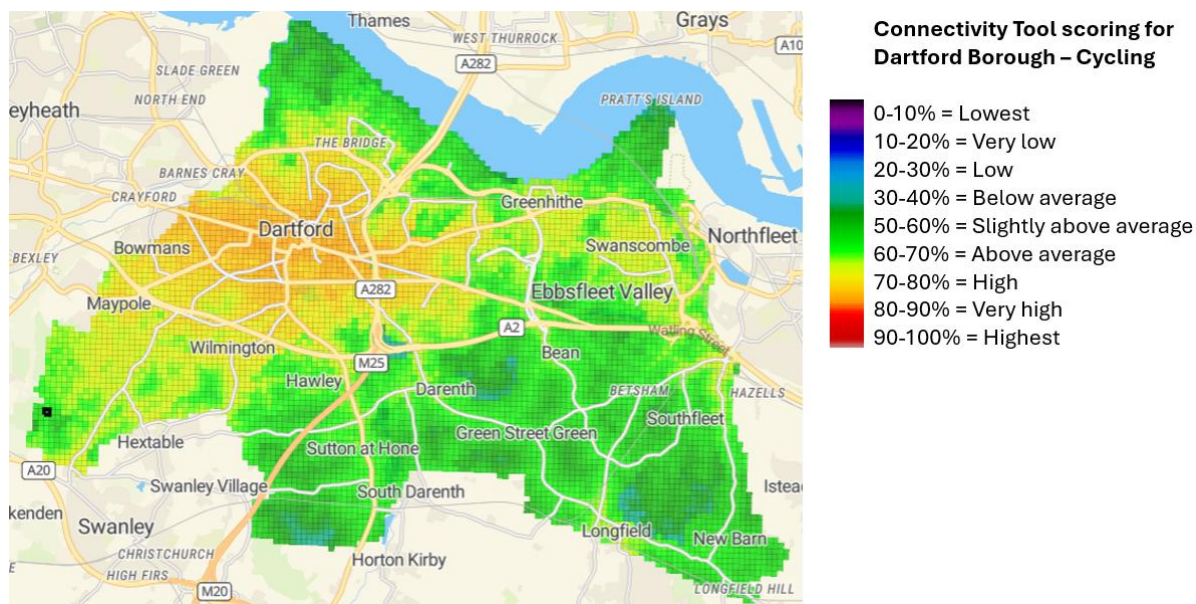 Thames
Grays
WEST THURROCK
A10
A282
SLADE GREEN
NORTH END
PRATT'S ISLAND
eyheath
THE BRIDGE
BARNES CRAY
CRAYFORD
Greenhithe
Dartford
Northfleet
Bowmans
Swanscombe
BEXLEY
A282
Ebbsfleet Valley
Maypole
A2
Watling Street
Wilmington
Bean
M25
Hawley
Darenth
BETSHAM
HAZELLS
Southfleet
Hextable
Green Street Green
Sutton at Hone
A20
Swanley Village
South Darenth
Istea
kenden
Swanley
Longfield
New Barn
CHRISTCHURCH
Horton Kirby
E
HIGH FIRS
M20
LONGFIELD HILL
Connectivity Tool scoring for
Dartford Borough – Cycling
0-10% = Lowest
10-20% = Very low
20-30% = Low
30-40% = Below average
50-60% = Slightly above average
60-70% = Above average
70-80% = High
80-90% = Very high
90-100% = Highest